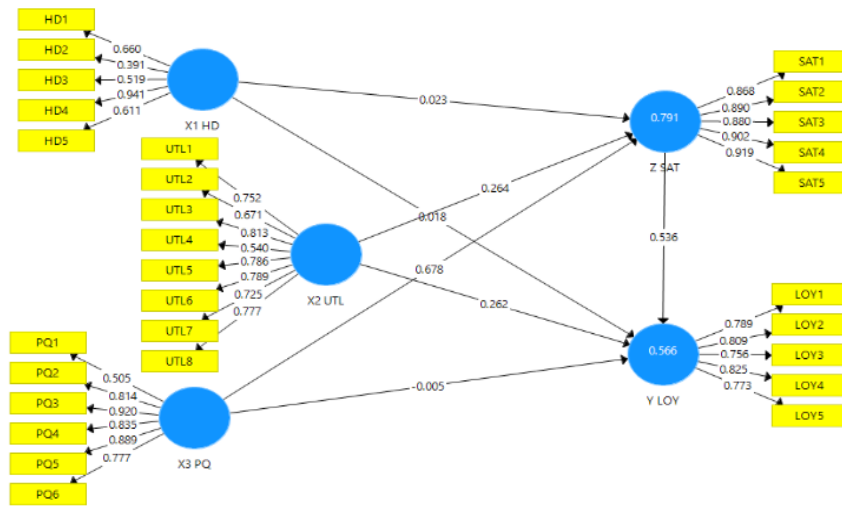 HD1
HD2
HD3
HD4
HD5
0.660
0.391
0.519
0.941
0.611
X1 HD
UTL1
UTL2
UTL3
UTL4
UTL5
UTL6
UTL7
UTL8
0.752
0.671
0.813
0.540
0.786
0.789
0.725
0.777
X2 UTL
PQ1
PQ2
PQ3
PQ4
PQ5
PQ6
0.505
0.814
0.920
0.835
0.889
0.777
X3 PQ
0.023
0.264
0.018
0.678
0.262
-0.005
0.536
0.791
Z SAT
0.868
0.890
0.880
0.902
0.919
SAT1
SAT2
SAT3
SAT4
SAT5
0.566
Y LOY
0.789
0.809
0.756
0.825
0.773
LOY1
LOY2
LOY3
LOY4
LOY5